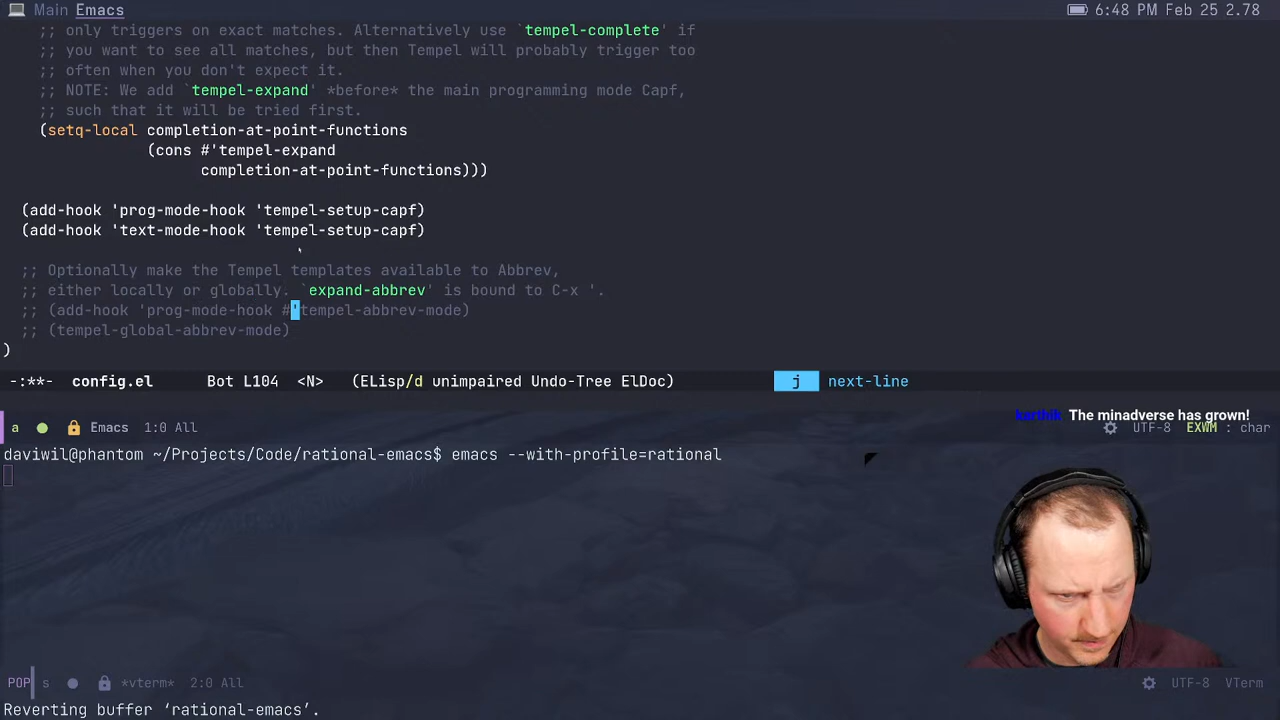 Main Emacs 6:48 PM Feb 25 2.78
;; only triggers on exact matches. Alternatively use `tempel-complete' if
;; you want to see all matches, but then Tempel will probably trigger too
;; often when you don't expect it.
;; NOTE: We add `tempel-expand' *before* the main programming mode Capf,
;; such that it will be tried first.
(setq-local completion-at-point-functions
(cons #'tempel-expand
completion-at-point-functions)))
(add-hook 'prog-mode-hook 'tempel-setup-capf)
(add-hook 'text-mode-hook 'tempel-setup-capf)
;; Optionally make the Tempel templates available to Abbrev,
;; either locally or globally. `expand-abbrev' is bound to C-x '.
;; (add-hook 'prog-mode-hook #'tempel-abbrev-mode)
;; (tempel-global-abbrev-mode)
)
-:**- config.el Bot L104 <N> (ELisp/d unimpaired Undo-Tree ElDoc) j next-line
karthik The minadverse has grown!
a Emacs 1:0 All UTF-8 EXWM : char
daviwil@phantom ~/Projects/Code/rational-emacs$ emacs --with-profile=rational
POP s *vterm* 2:0 All UTF-8 VTerm
Reverting buffer ‘rational-emacs’.